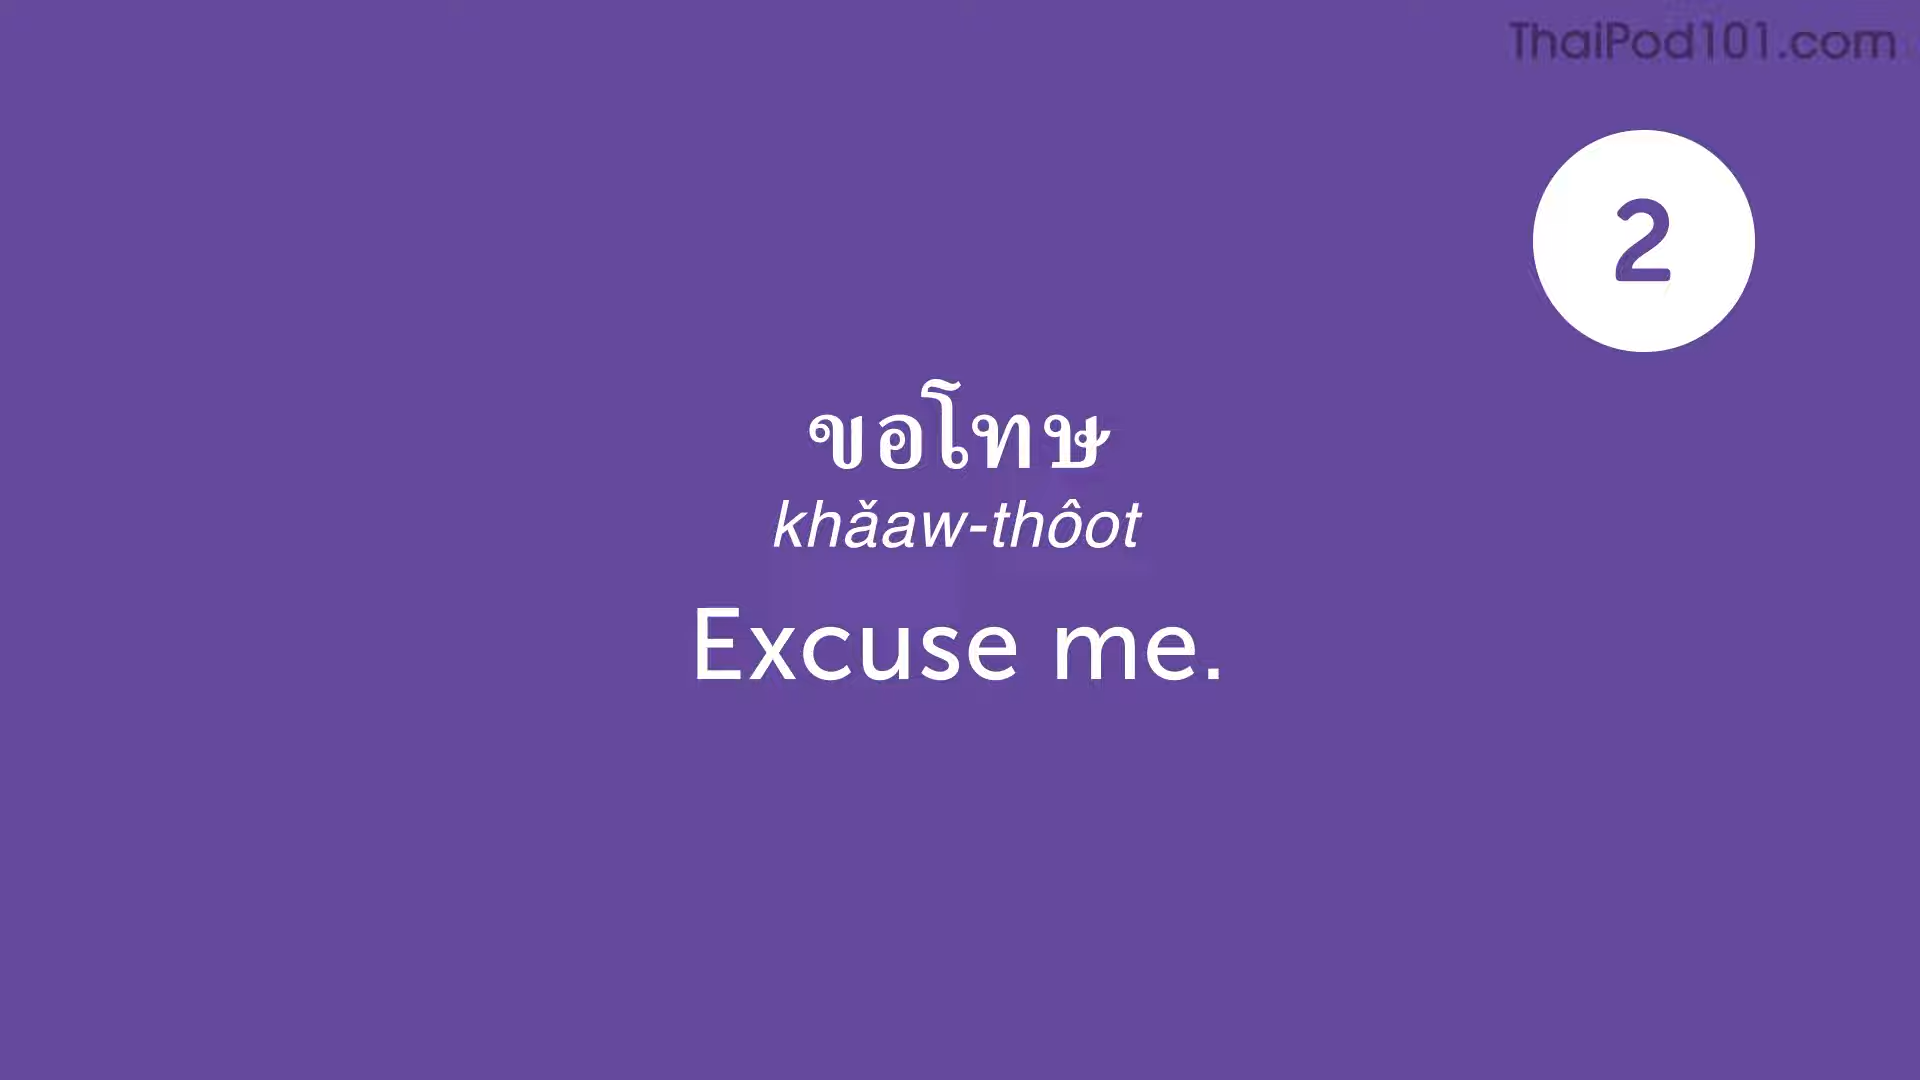 ThaiPod101.com
2
ขอโทษ
khǎaw-thôot
Excuse me.